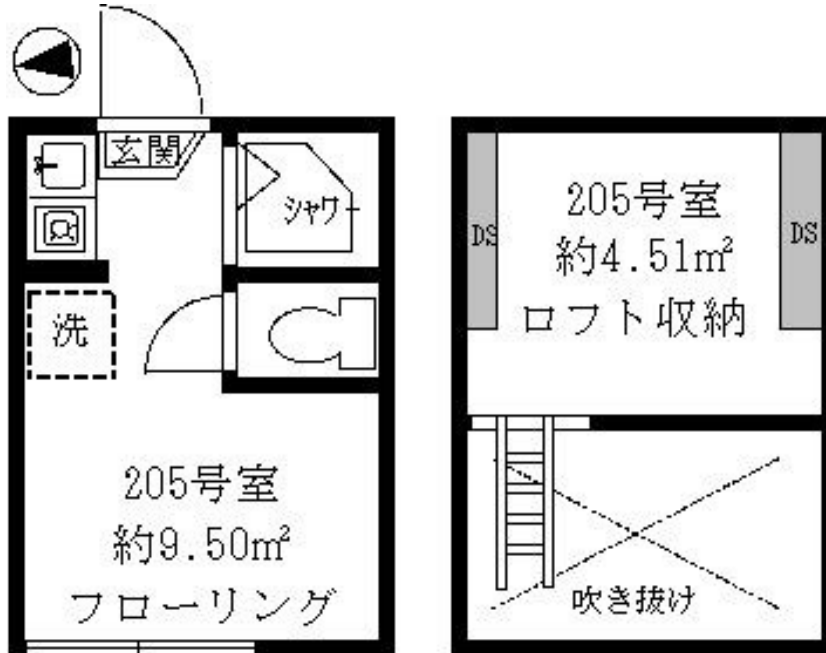 玄関
シャワー
洗
205号室
約9.50m²
フローリング
DS
205号室
約4.51m²
ロフト収納
DS
吹き抜け